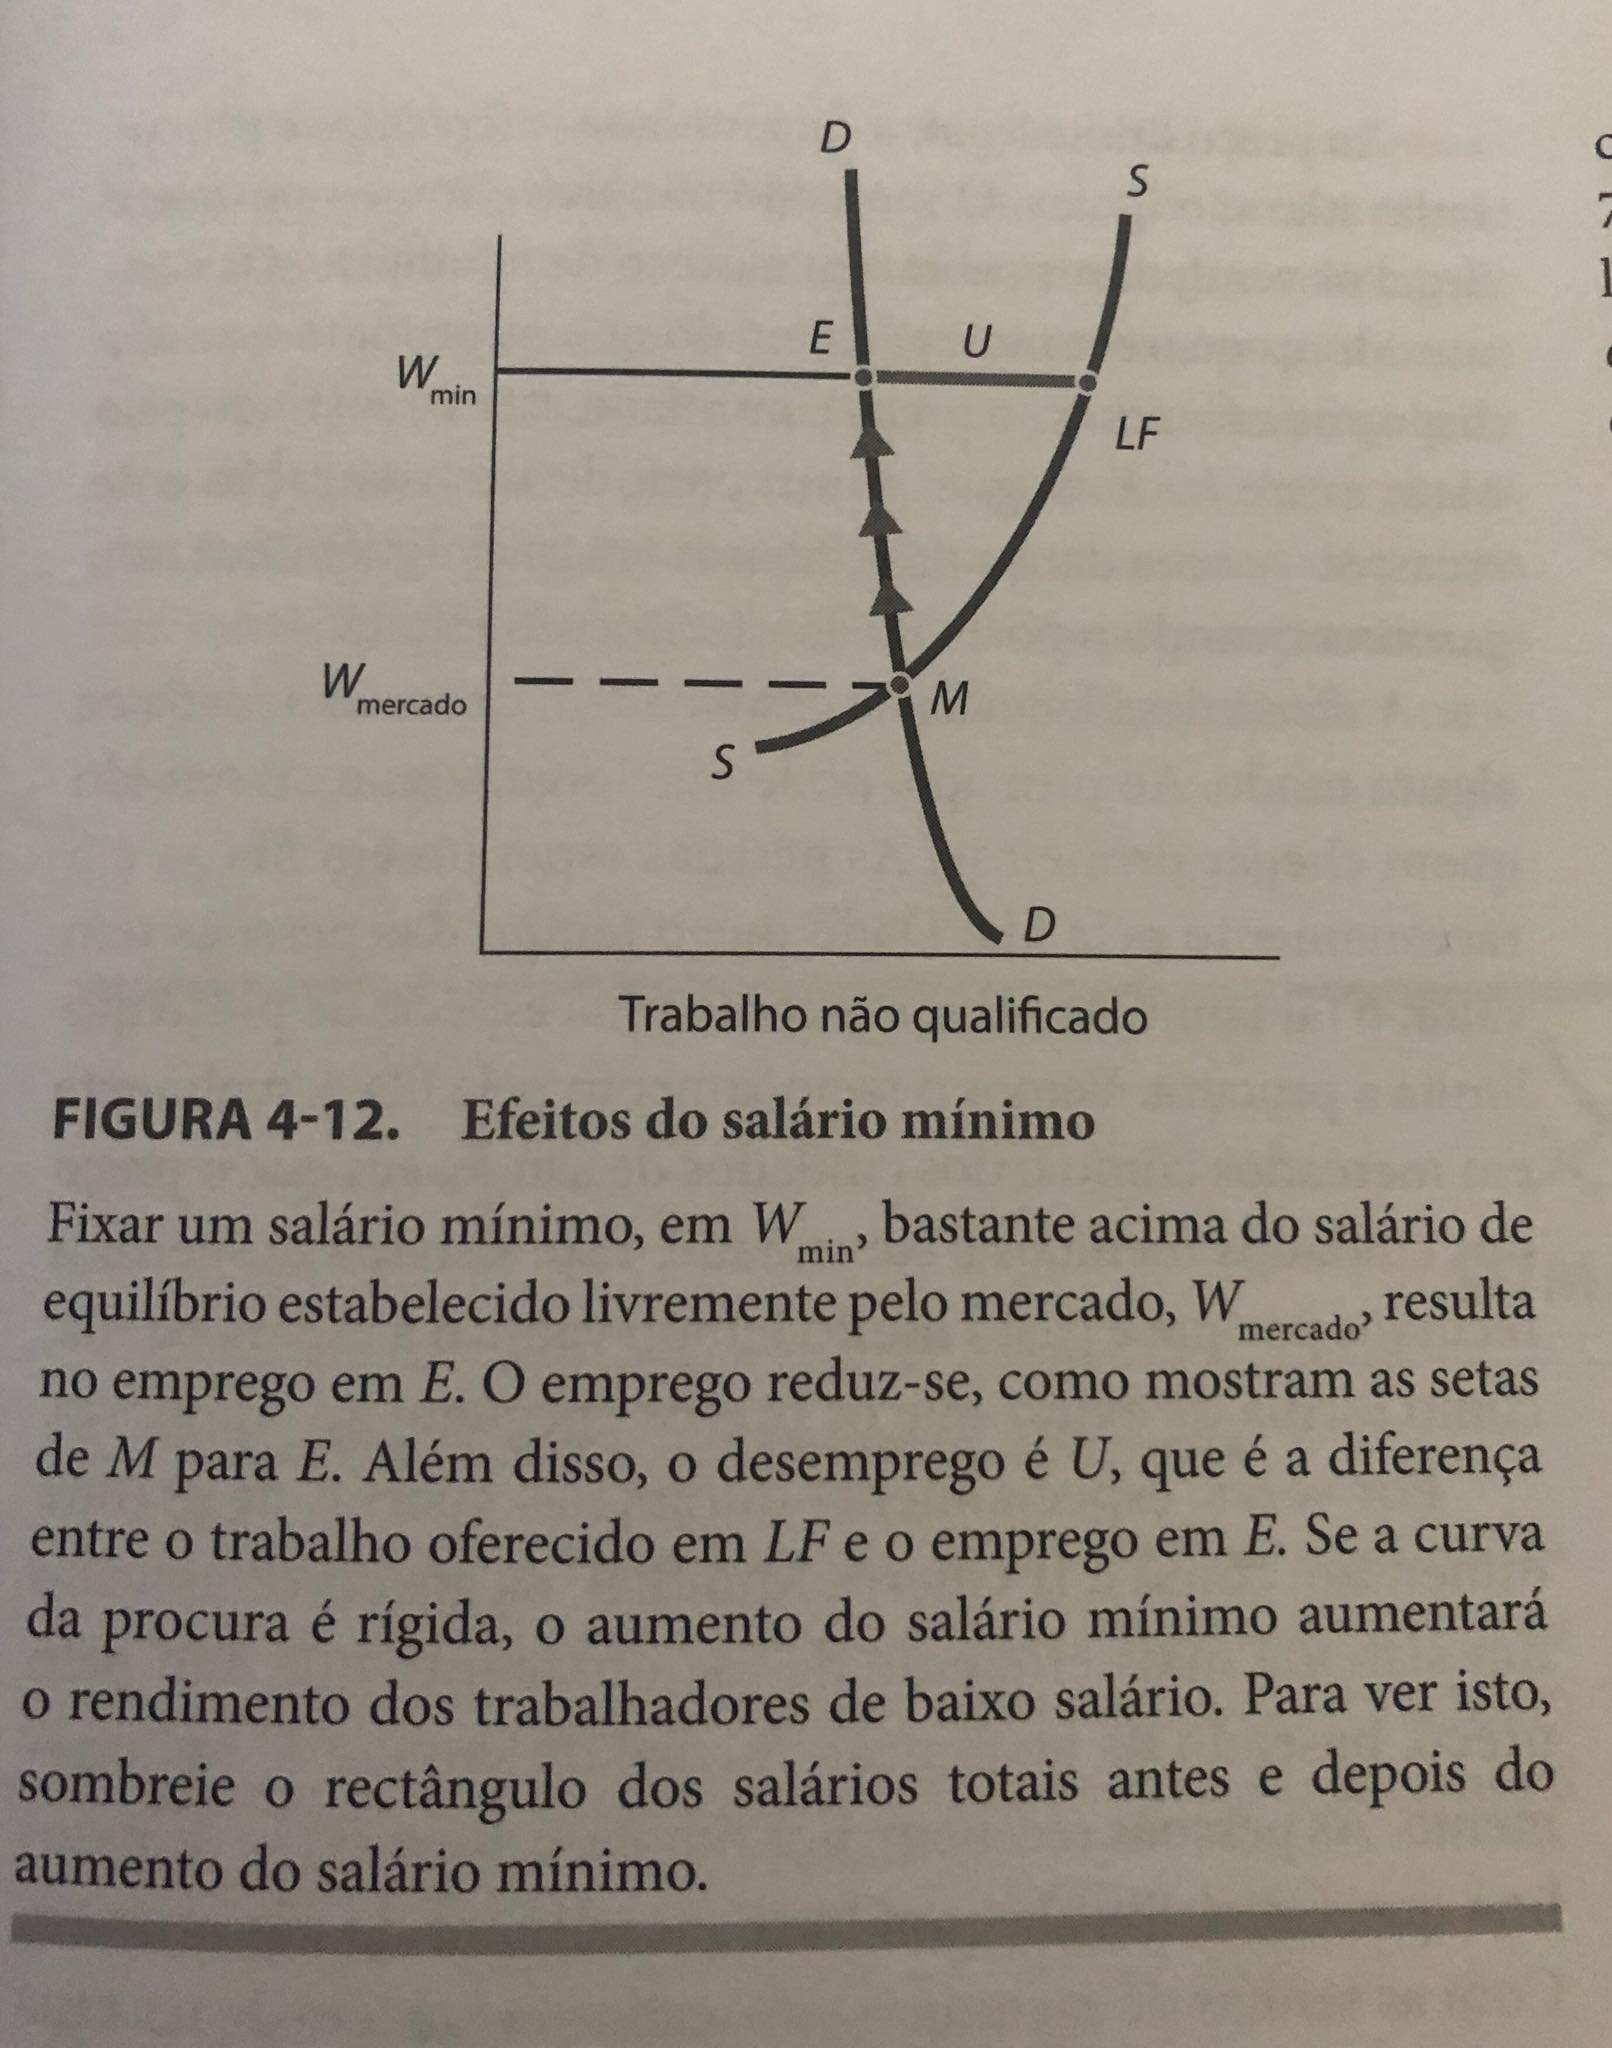 D
S
E
U
W min
LF
W mercado
M
S
D
Trabalho não qualificado
FIGURA 4-12. Efeitos do salário mínimo
Fixar um salário mínimo, em W min, bastante acima do salário de
equilíbrio estabelecido livremente pelo mercado, W mercado, resulta
no emprego em E. O emprego reduz-se, como mostram as setas
de M para E. Além disso, o desemprego é U, que é a diferença
entre o trabalho oferecido em LF e o emprego em E. Se a curva
da procura é rígida, o aumento do salário mínimo aumentará
o rendimento dos trabalhadores de baixo salário. Para ver isto,
sombreie o rectângulo dos salários totais antes e depois do
aumento do salário mínimo.